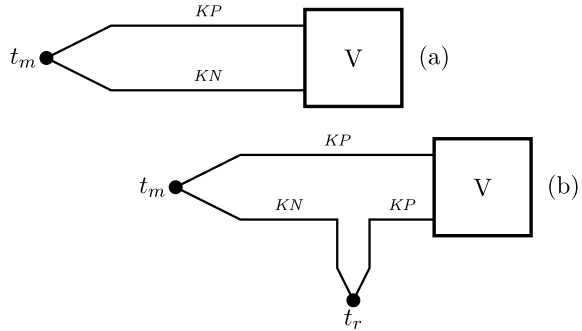 KP
t_m V (a)
KN
KP
t_m V (b)
KN KP
t_r